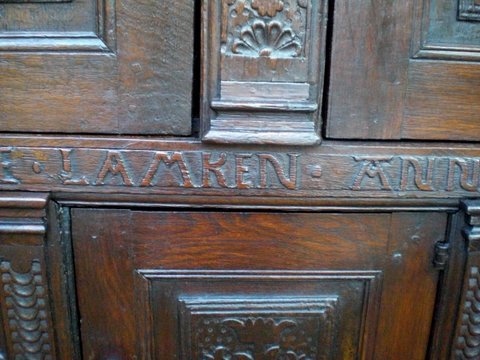 · LAMKEN · ANN